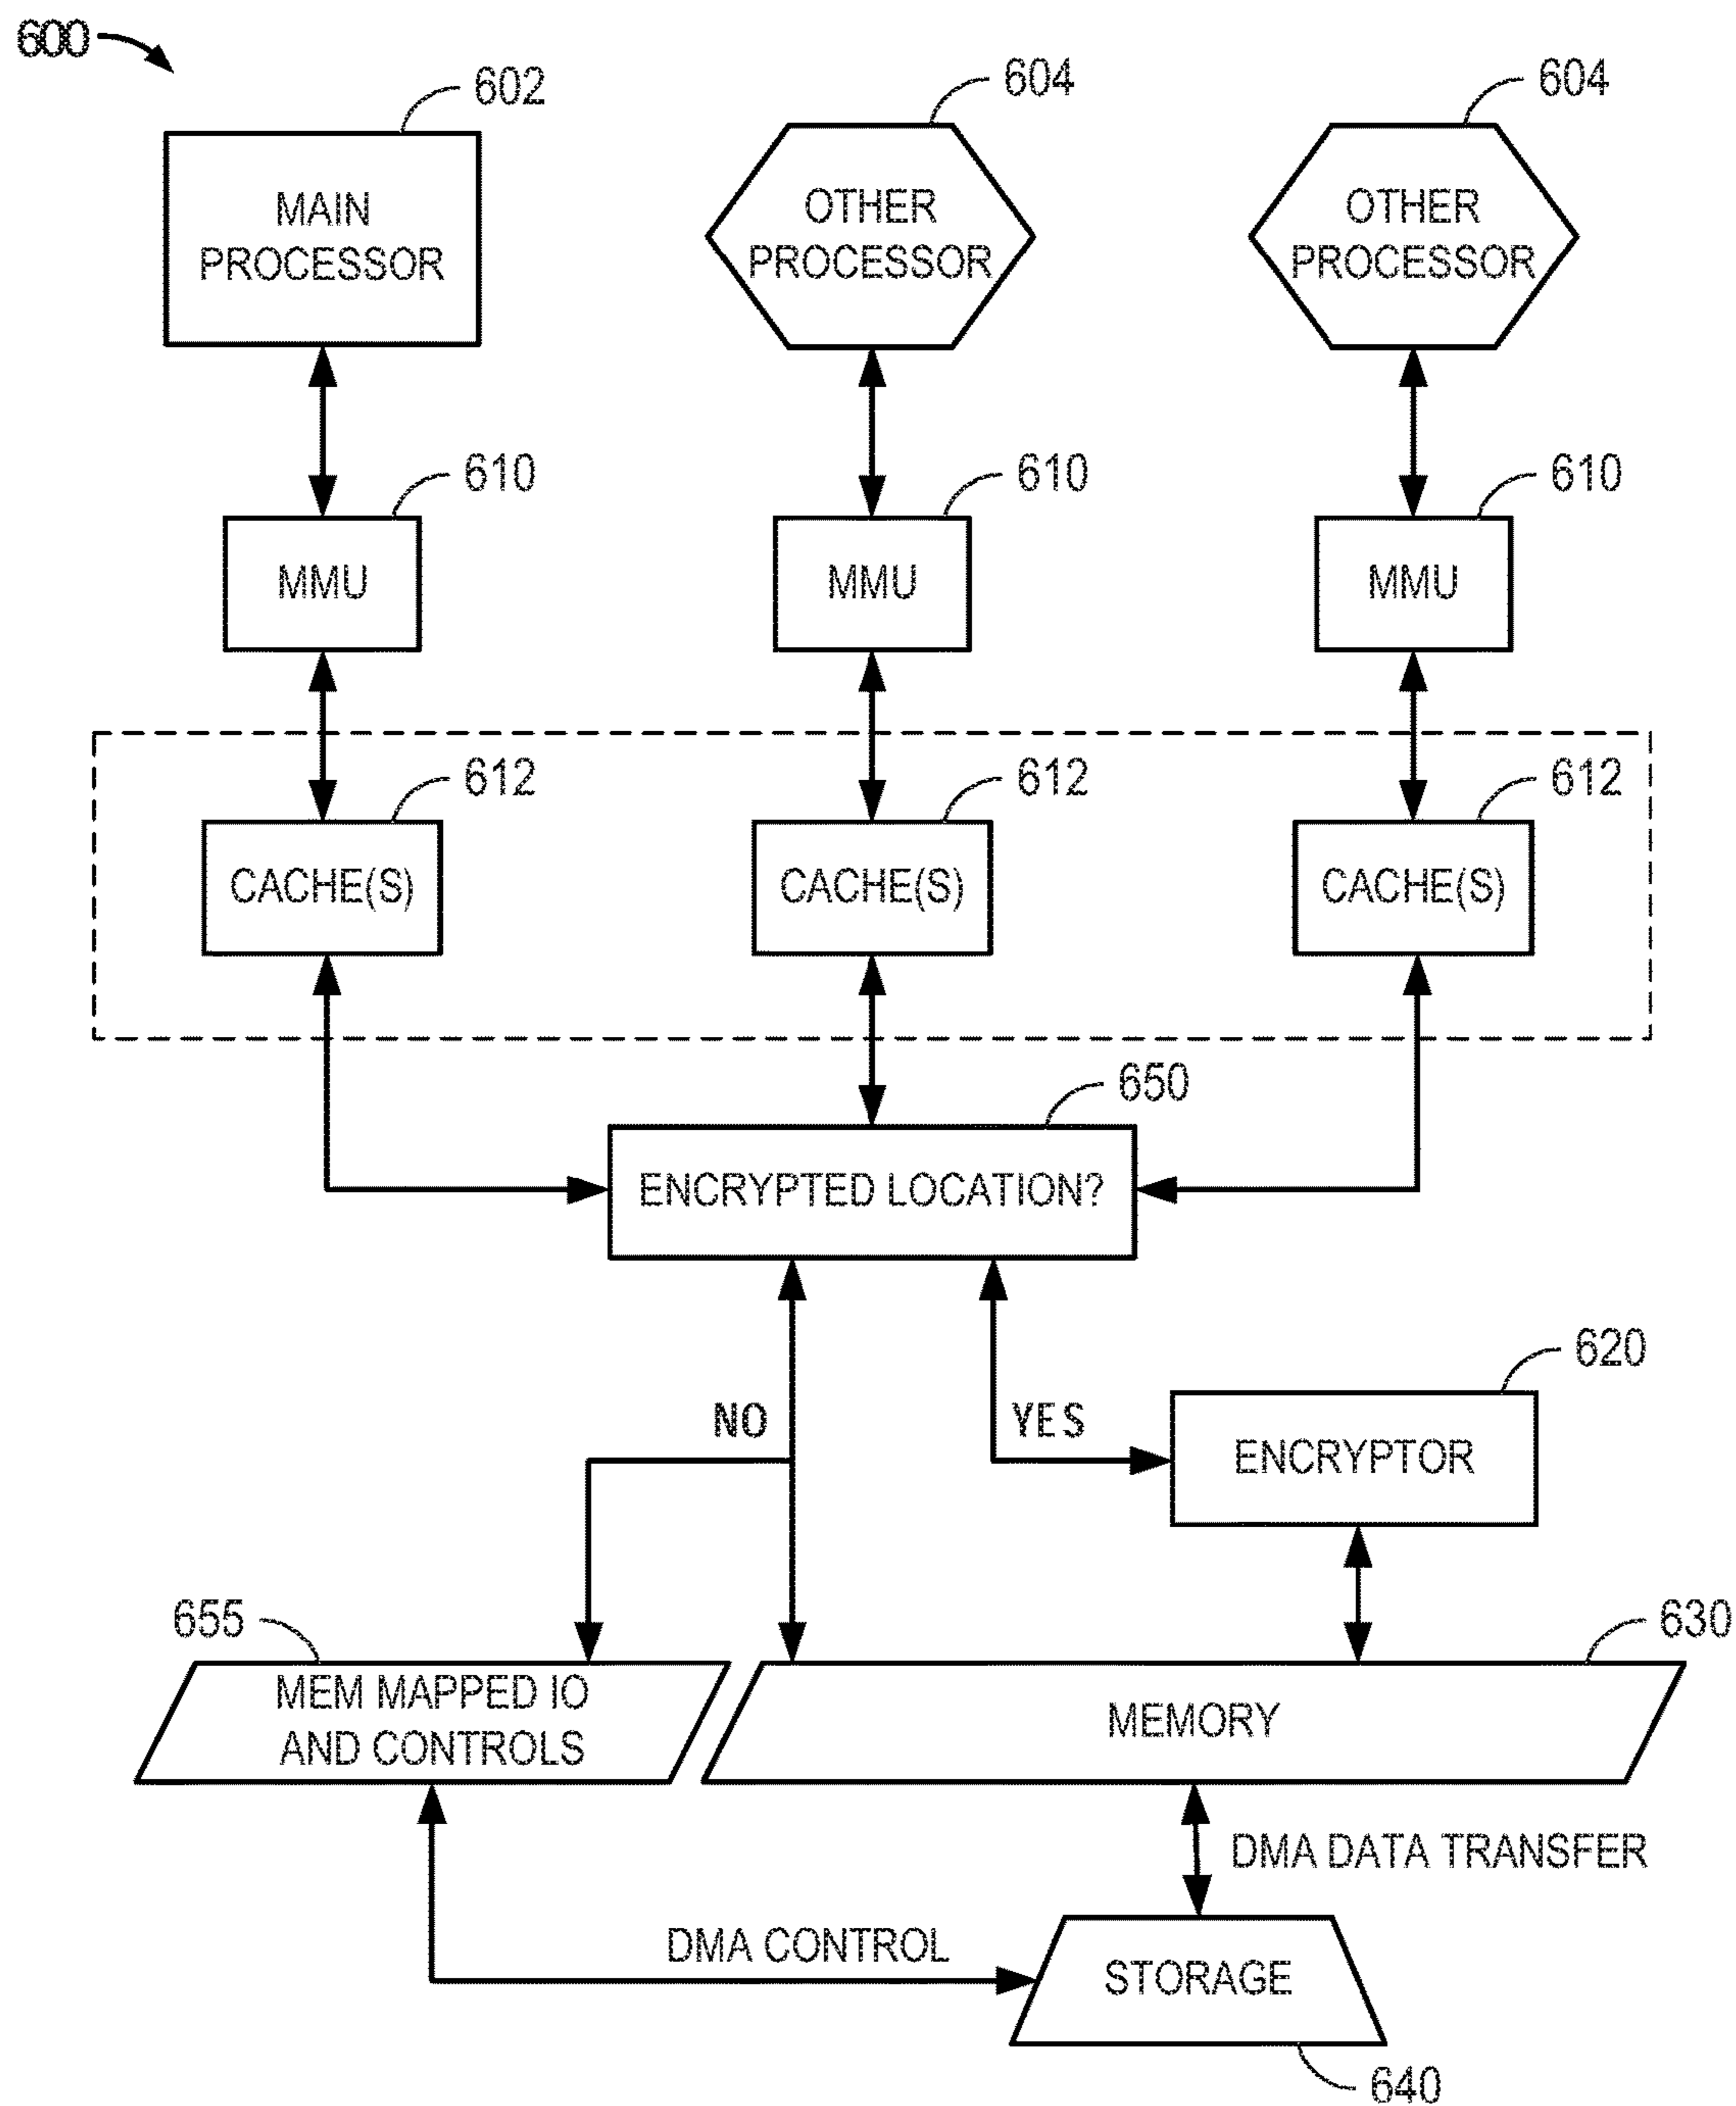 600
602
604
604
MAIN
PROCESSOR
OTHER
PROCESSOR
OTHER
PROCESSOR
610
610
610
MMU
MMU
MMU
612
612
612
CACHE(S)
CACHE(S)
CACHE(S)
650
ENCRYPTED LOCATION?
620
NO
YES
ENCRYPTOR
655
630
MEM MAPPED IO
AND CONTROLS
MEMORY
DMA DATA TRANSFER
DMA CONTROL
STORAGE
640